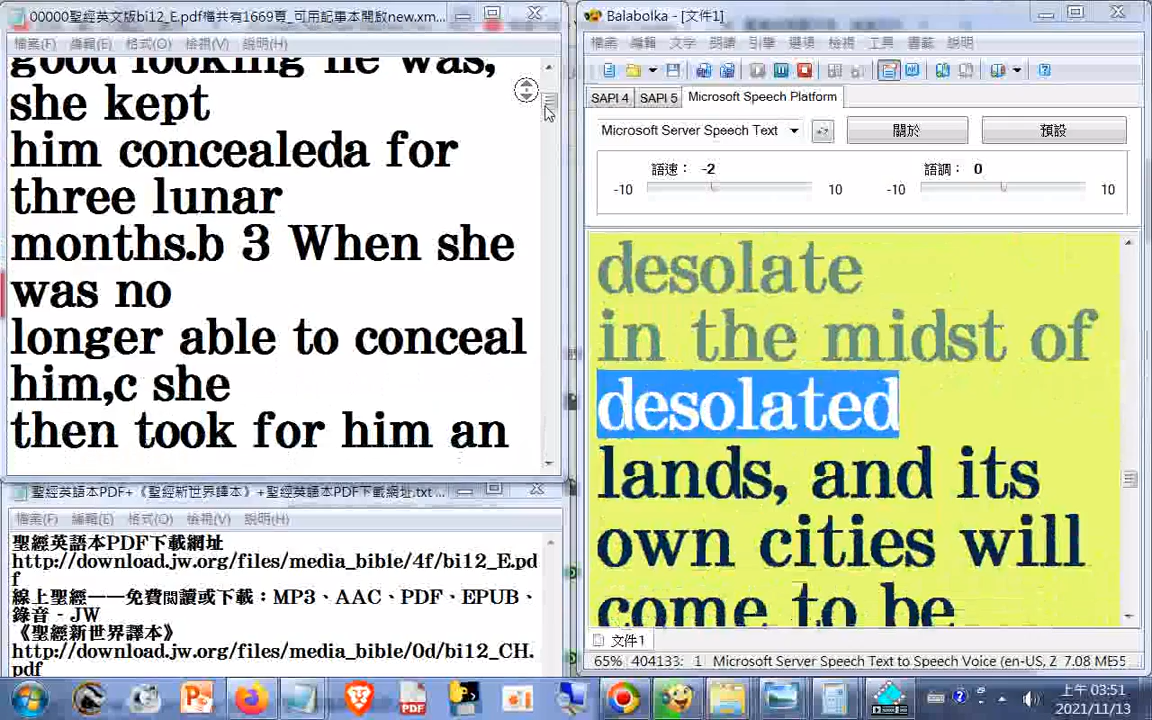 00000聖經英文版bi12_E.pdf檔共有1669頁_可用記事本開啟new.xm...
檔案(F) 編輯(E) 格式(O) 檢視(V) 說明(H)
good looking he was,
she kept
him concealeda for
three lunar
months.b 3 When she
was no
longer able to conceal
him,c she
then took for him an
聖經英語本PDF+《聖經新世界譯本》+聖經英語本PDF下載網址.txt ...
檔案(F) 編輯(E) 格式(O) 檢視(V) 說明(H)
聖經英語本PDF下載網址
http://download.jw.org/files/media_bible/4f/bi12_E.pd
f
線上聖經——免費閱讀或下載：MP3、AAC、PDF、EPUB、
錄音 - JW
《聖經新世界譯本》
http://download.jw.org/files/media_bible/0d/bi12_CH.
pdf
Balabolka - [文件1]
檔案 編輯 文字 朗讀 引擎 選項 檢視 工具 書籤 說明
SAPI 4 SAPI 5 Microsoft Speech Platform
Microsoft Server Speech Text 關於 預設
語速： -2 語調： 0
-10 10 -10 10
desolate
in the midst of
desolated
lands, and its
own cities will
come to be
文件1
65% 404133: 1 Microsoft Server Speech Text to Speech Voice (en-US, Z 7.08 ME55
PDF
上午 03:51
2021/11/13